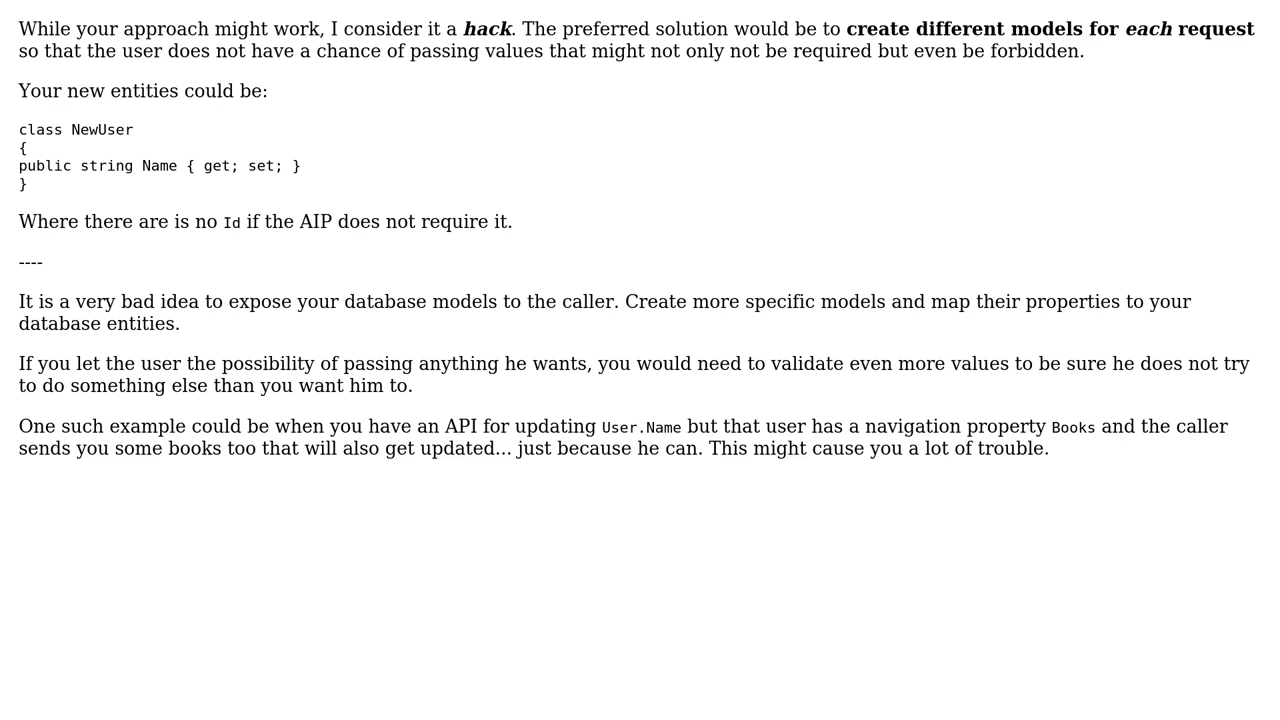 While your approach might work, I consider it a hack. The preferred solution would be to create different models for each request
so that the user does not have a chance of passing values that might not only not be required but even be forbidden.
Your new entities could be:
class NewUser
{
public string Name { get; set; }
}
Where there are is no Id if the AIP does not require it.
----
It is a very bad idea to expose your database models to the caller. Create more specific models and map their properties to your
database entities.
If you let the user the possibility of passing anything he wants, you would need to validate even more values to be sure he does not try
to do something else than you want him to.
One such example could be when you have an API for updating User.Name but that user has a navigation property Books and the caller
sends you some books too that will also get updated... just because he can. This might cause you a lot of trouble.